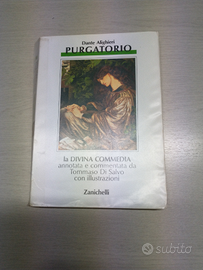 Dante Alighieri
PURGATORIO
la DIVINA COMMEDIA
annotata e commentata da
Tommaso Di Salvo
con illustrazioni
Zanichelli
subito